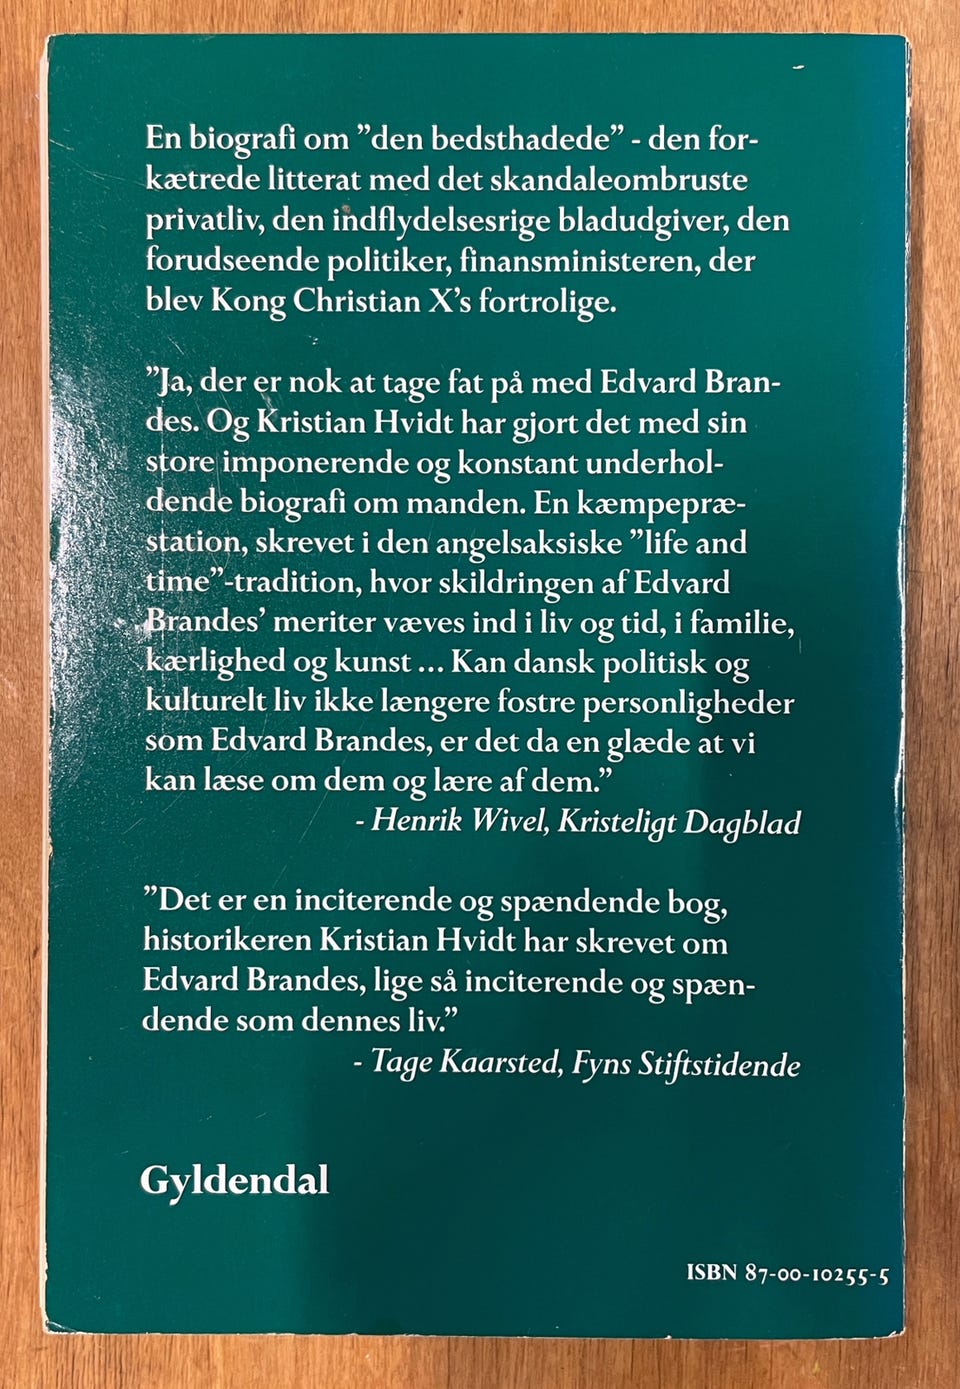 En biografi om ”den bedsthadede” - den for-
kætrede litterat med det skandaleombruste
privatliv, den indflydelsesrige bladudgiver, den
forudseende politiker, finansministeren, der
blev Kong Christian X’s fortrolige.
”Ja, der er nok at tage fat på med Edvard Bran-
des. Og Kristian Hvidt har gjort det med sin
store imponerende og konstant underhol-
dende biografi om manden. En kæmpepræ-
station, skrevet i den angelsaksiske ”life and
time”-tradition, hvor skildringen af Edvard
Brandes’ meriter væves ind i liv og tid, i familie,
kærlighed og kunst ... Kan dansk politisk og
kulturelt liv ikke længere fostre personligheder
som Edvard Brandes, er det da en glæde at vi
kan læse om dem og lære af dem.”
- Henrik Wivel, Kristeligt Dagblad
”Det er en inciterende og spændende bog,
historikeren Kristian Hvidt har skrevet om
Edvard Brandes, lige så inciterende og spæn-
dende som dennes liv.”
- Tage Kaarsted, Fyns Stiftstidende
Gyldendal
ISBN 87-00-10255-5